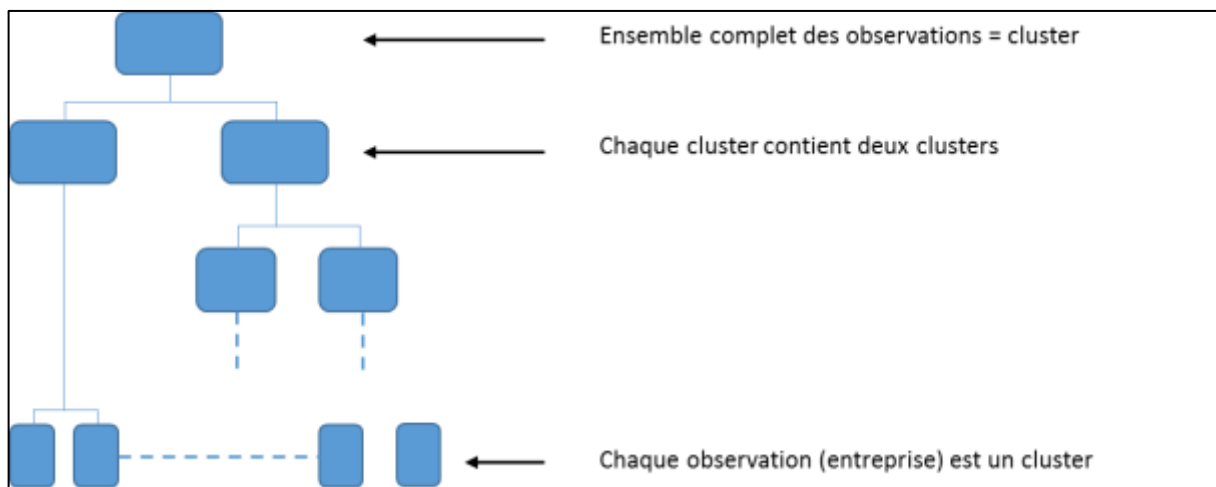 Ensemble complet des observations = cluster
Chaque cluster contient deux clusters
Chaque observation (entreprise) est un cluster